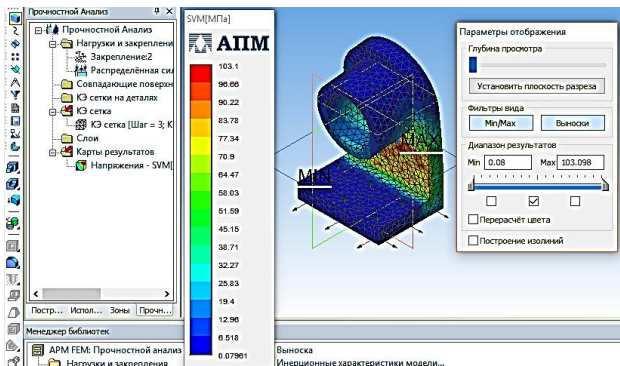 Прочностной Анализ
Прочностной Анализ
Нагрузки и закреплени
Закрепление:2
Распределённая сил
Совпадающие поверхн
КЭ сетки на деталях
КЭ сетка
КЭ сетка [Шаг = 3; К
Слои
Карты результатов
Напряжения - SVM[
Постр...
Испол...
Зоны
Прочн...
SVM[МПа]
АПМ
103.1
96.66
90.22
83.78
77.34
70.9
64.47
58.03
51.59
45.15
38.71
32.27
25.83
19.4
12.96
6.518
0.07961
MIN
Параметры отображения
Глубина просмотра
Установить плоскость разреза
Фильтры вида
Min/Max
Выноски
Диапазон результатов
Min 0.08 Max 103.098
Перерасчёт цвета
Построение изолиний
Менеджер библиотек
APM FEM: Прочностной анализ
Нагрузки и закрепления
Выноска
Инерционные характеристики модели...